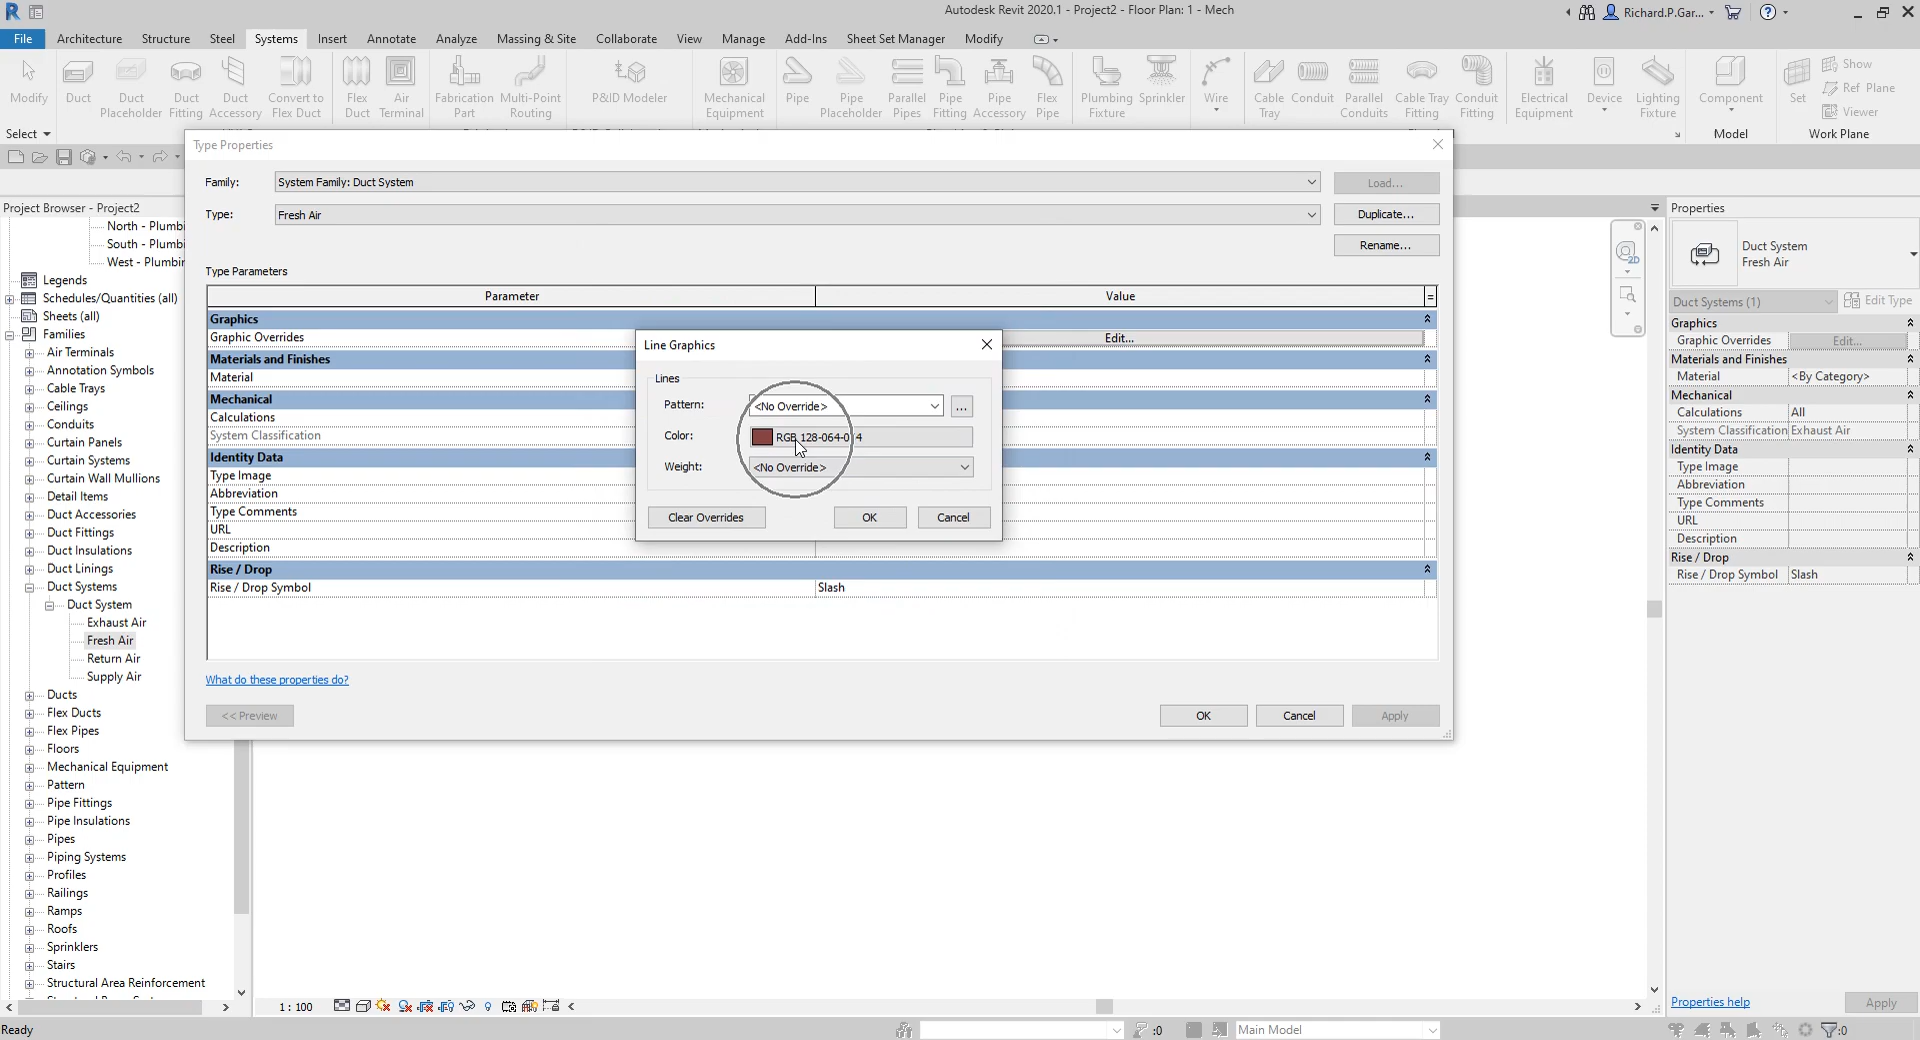 Autodesk Revit 2020.1 - Project2 - Floor Plan: 1 - Mech
Richard.P.Gar...
File Architecture Structure Steel Systems Insert Annotate Analyze Massing & Site Collaborate View Manage Add-Ins Sheet Set Manager Modify
Modify
Duct
Duct Placeholder
Duct Fitting
Duct Accessory
Convert to Flex Duct
Flex Duct
Air Terminal
Fabrication Part
Multi-Point Routing
P&ID Modeler
Mechanical Equipment
Pipe
Pipe Placeholder
Parallel Pipes
Pipe Fitting
Pipe Accessory
Flex Pipe
Plumbing Fixture
Sprinkler
Wire
Cable Tray
Conduit
Parallel Conduits
Cable Tray Fitting
Conduit Fitting
Electrical Equipment
Device
Lighting Fixture
Component
Set
Show
Ref Plane
Viewer
Select
Model
Work Plane
Project Browser - Project2
North - Plumbi
South - Plumbi
West - Plumbir
Legends
Schedules/Quantities (all)
Sheets (all)
Families
Air Terminals
Annotation Symbols
Cable Trays
Ceilings
Conduits
Curtain Panels
Curtain Systems
Curtain Wall Mullions
Detail Items
Duct Accessories
Duct Fittings
Duct Insulations
Duct Linings
Duct Systems
Duct System
Exhaust Air
Fresh Air
Return Air
Supply Air
Ducts
Flex Ducts
Flex Pipes
Floors
Mechanical Equipment
Pattern
Pipe Fittings
Pipe Insulations
Pipes
Piping Systems
Profiles
Railings
Ramps
Roofs
Sprinklers
Stairs
Structural Area Reinforcement
Type Properties
Family: System Family: Duct System Load...
Type: Fresh Air Duplicate...
Rename...
Type Parameters
Parameter Value =
Graphics
Graphic Overrides Edit...
Materials and Finishes
Material
Mechanical
Calculations
System Classification
Identity Data
Type Image
Abbreviation
Type Comments
URL
Description
Rise / Drop
Rise / Drop Symbol Slash
What do these properties do?
<< Preview OK Cancel Apply
Line Graphics
Lines
Pattern: <No Override> ...
Color: RGB 128-064-0 4
Weight: <No Override>
Clear Overrides OK Cancel
Properties
2D
Duct System
Fresh Air
Duct Systems (1) Edit Type
Graphics
Graphic Overrides Edit...
Materials and Finishes
Material <By Category>
Mechanical
Calculations All
System Classification Exhaust Air
Identity Data
Type Image
Abbreviation
Type Comments
URL
Description
Rise / Drop
Rise / Drop Symbol Slash
Properties help Apply
1 : 100
Ready :0 Main Model :0